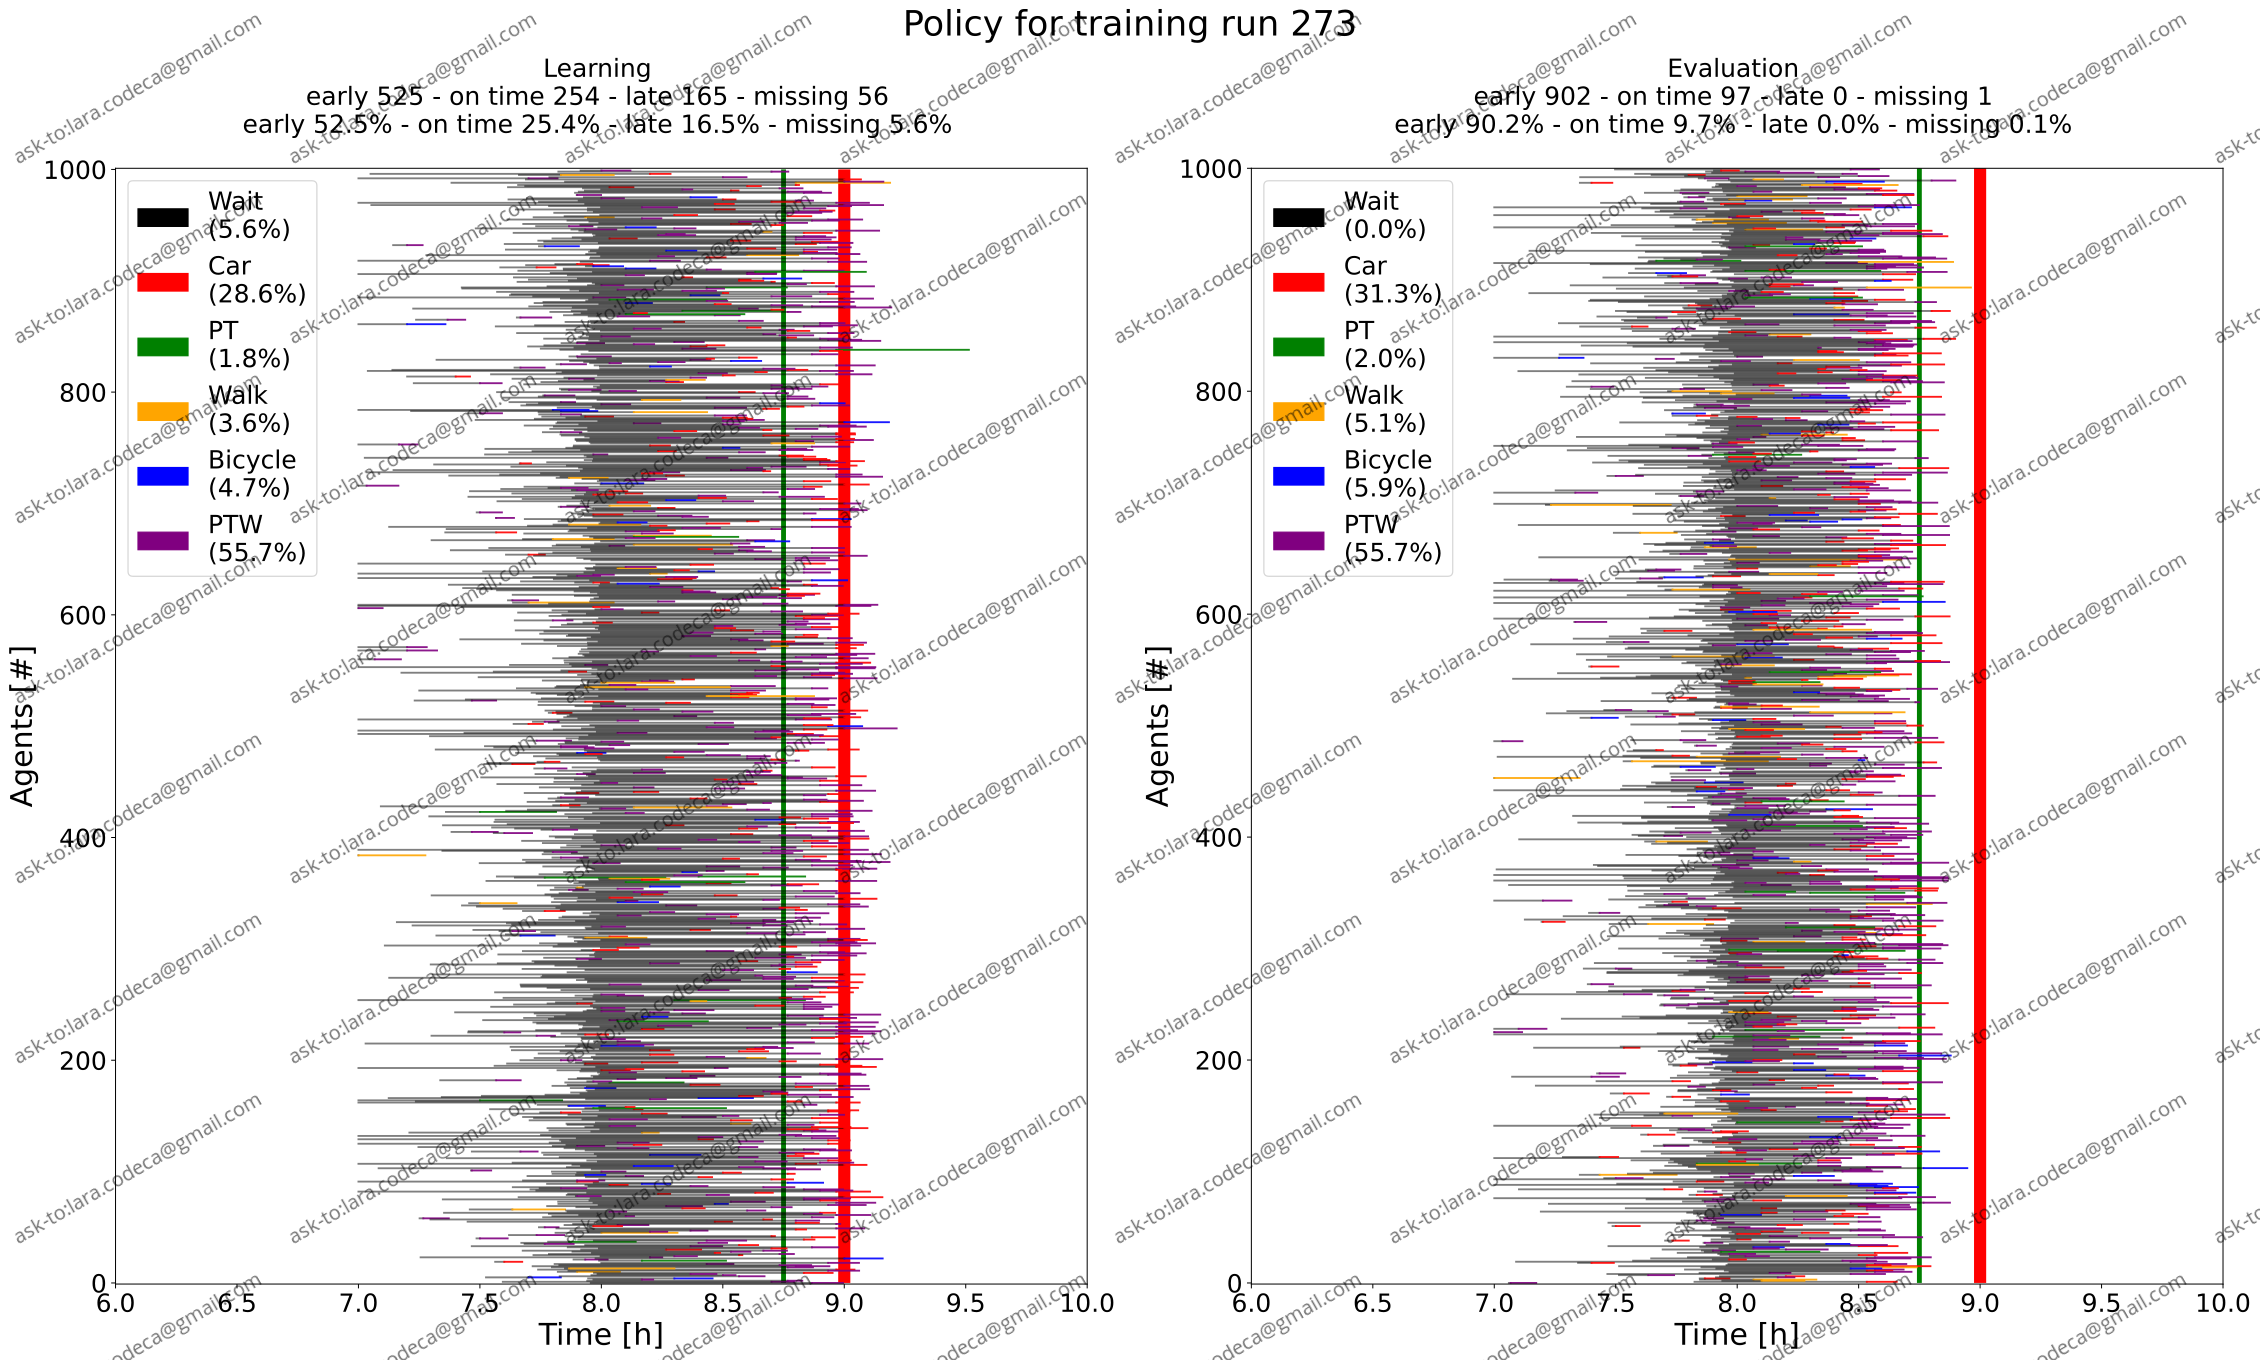 Policy for training run 273
Learning
early 525 - on time 254 - late 165 - missing 56
early 52.5% - on time 25.4% - late 16.5% - missing 5.6%
1000
800
600
400
200
0
Agents [#]
Wait
(5.6%)
Car
(28.6%)
PT
(1.8%)
Walk
(3.6%)
Bicycle
(4.7%)
PTW
(55.7%)
6.0 6.5 7.0 7.5 8.0 8.5 9.0 9.5 10.0
Time [h]
Evaluation
early 902 - on time 97 - late 0 - missing 1
early 90.2% - on time 9.7% - late 0.0% - missing 0.1%
1000
800
600
400
200
0
Agents [#]
Wait
(0.0%)
Car
(31.3%)
PT
(2.0%)
Walk
(5.1%)
Bicycle
(5.9%)
PTW
(55.7%)
6.0 6.5 7.0 7.5 8.0 8.5 9.0 9.5 10.0
Time [h]
ask-to:lara.codeca@gmail.com